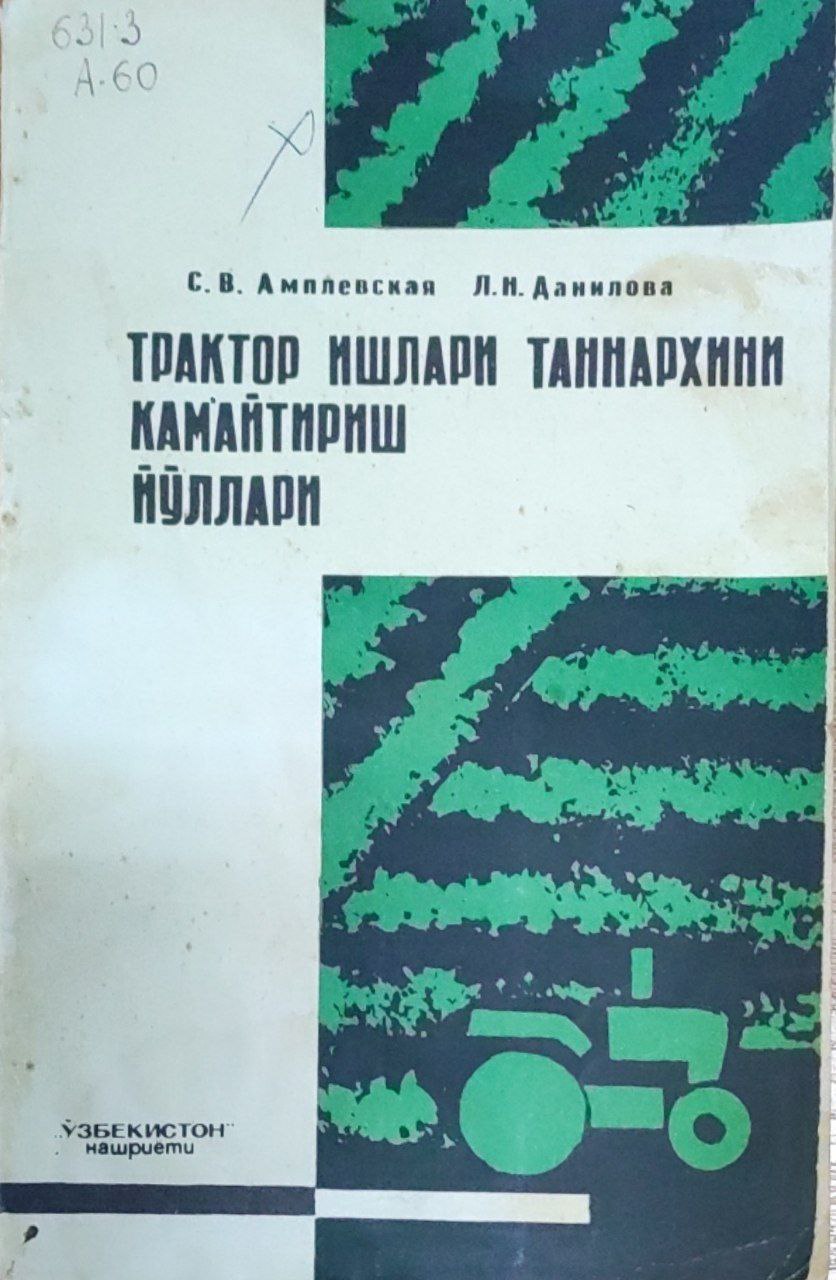 631.3
А-60
С. В. Амплевская Л. Н. Данилова
ТРАКТОР ИШЛАРИ ТАННАРХИНИ
КАМАЙТИРИШ
ЙЎЛЛАРИ
„ЎЗБЕКИСТОН"
нашриёти